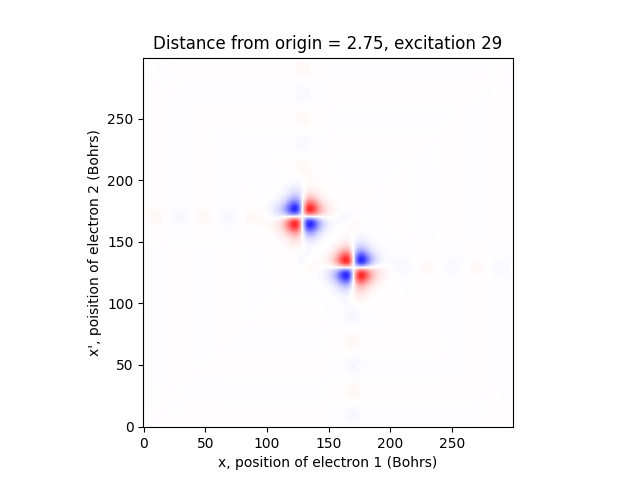 Distance from origin = 2.75, excitation 29
x', poisition of electron 2 (Bohrs)
250
200
150
100
50
0
0 50 100 150 200 250
x, position of electron 1 (Bohrs)